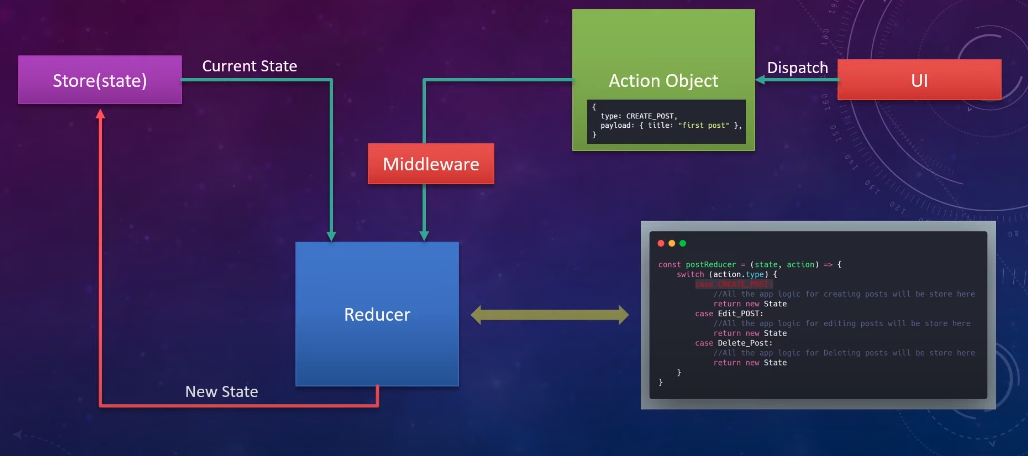 Store(state)
Current State
Action Object
{
type: CREATE_POST,
payload: { title: "first post" },
}
Dispatch
UI
Middleware
Reducer
New State
const postReducer = (state, action) => {
switch (action.type) {
case CREATE_POST:
//All the app logic for creating posts will be store here
return new State
case Edit_POST:
//All the app logic for editing posts will be store here
return new State
case Delete_Post:
//All the app logic for Deleting posts will be store here
return new State
}
}